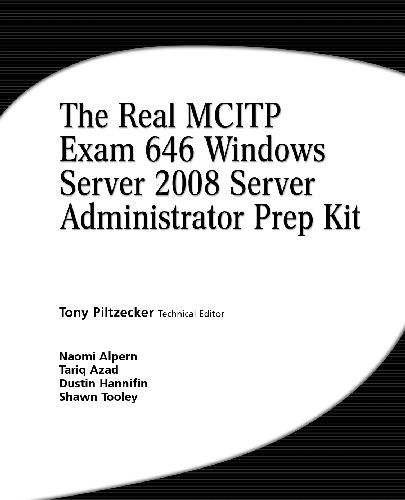 The Real MCITP
Exam 646 Windows
Server 2008 Server
Administrator Prep Kit
Tony Piltzecker Technical Editor
Naomi Alpern
Tariq Azad
Dustin Hannifin
Shawn Tooley